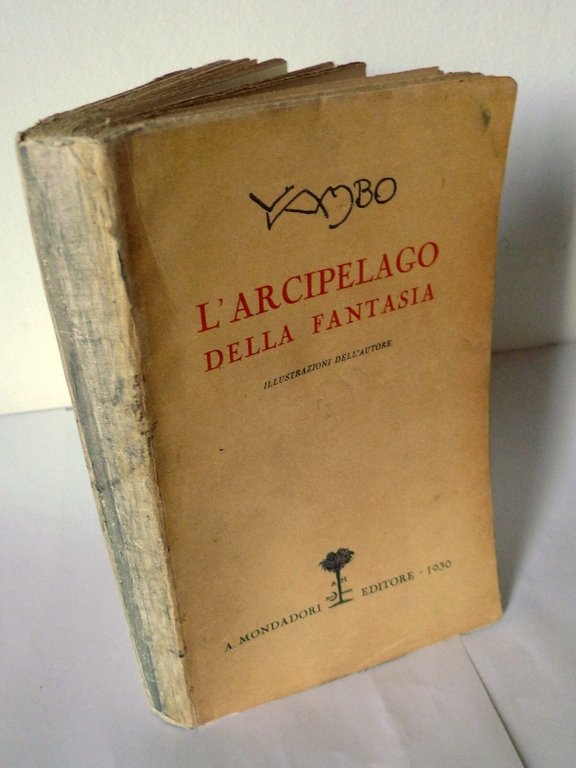 YAMBO
L'ARCIPELAGO
DELLA FANTASIA
ILLUSTRAZIONI DELL'AUTORE
A. MONDADORI EDITORE - 1930